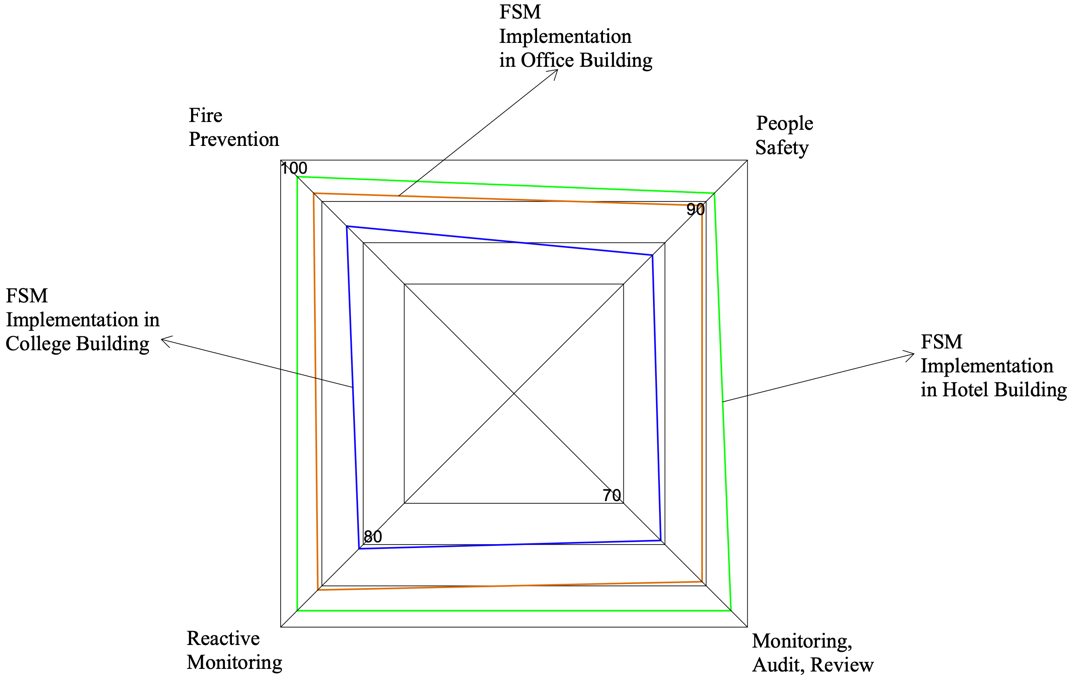 FSM
Implementation
in Office Building
Fire
Prevention
People
Safety
100
90
FSM
Implementation in
College Building
FSM
Implementation
in Hotel Building
70
80
Reactive
Monitoring
Monitoring,
Audit, Review